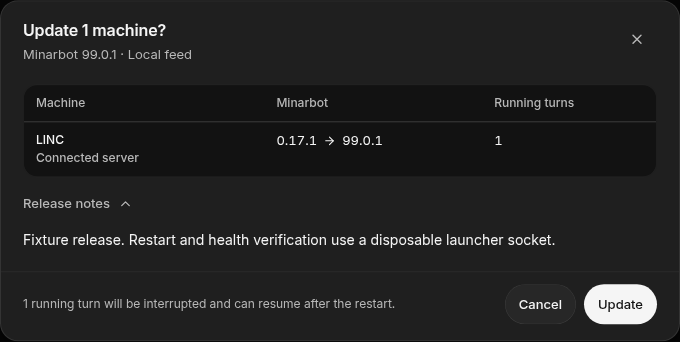 Update 1 machine?
Minarbot 99.0.1 · Local feed
Machine Minarbot Running turns
LINC 0.17.1 → 99.0.1 1
Connected server
Release notes
Fixture release. Restart and health verification use a disposable launcher socket.
1 running turn will be interrupted and can resume after the restart. Cancel Update